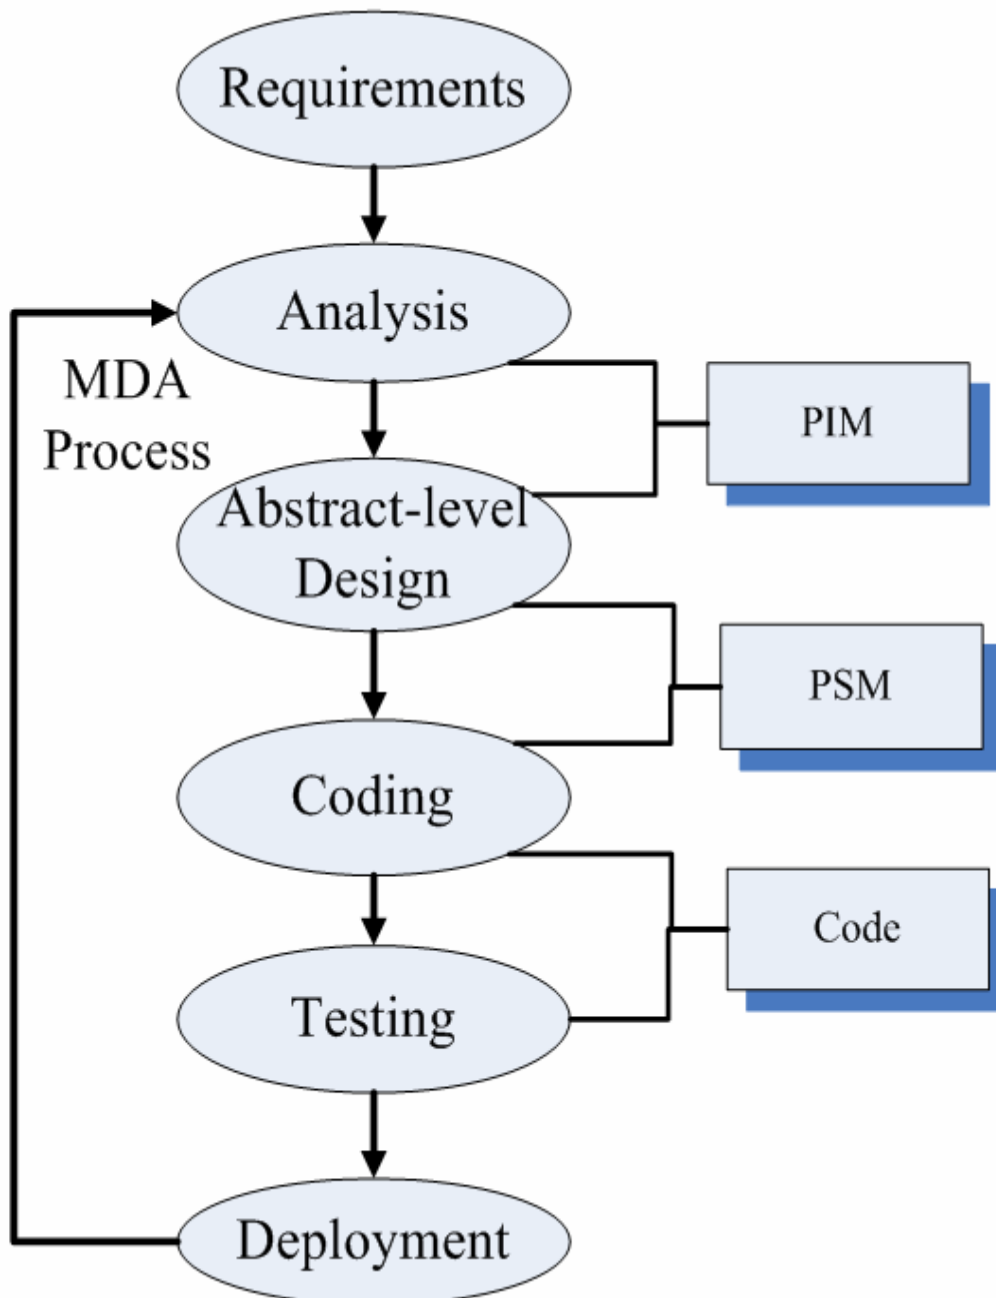 Requirements
Analysis
MDA
Process
PIM
Abstract-level
Design
PSM
Coding
Code
Testing
Deployment